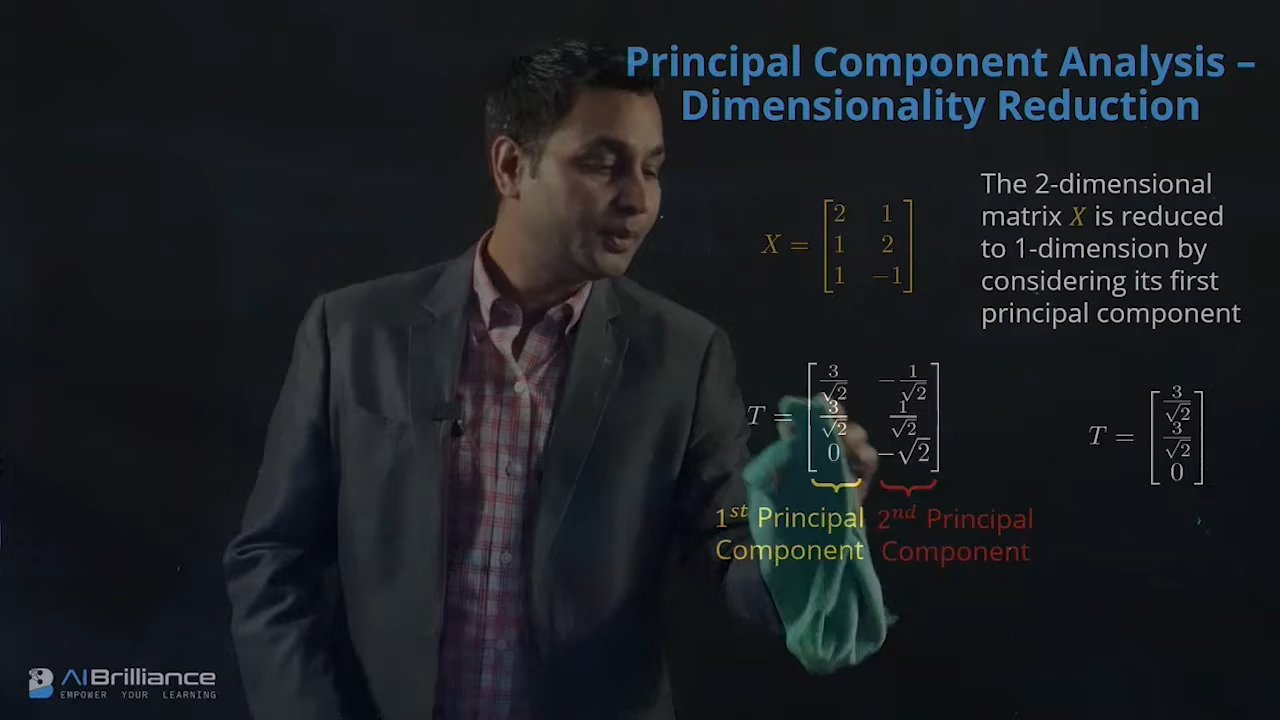 Principal Component Analysis –
Dimensionality Reduction
The 2-dimensional
matrix X is reduced
to 1-dimension by
considering its first
principal component
X = [2 1
1 2
1 −1]
T = [3/√2 −1/√2
3/√2 1/√2
0 −√2]
T = [3/√2
3/√2
0]
1st Principal
Component
2nd Principal
Component
AIBrilliance
EMPOWER YOUR LEARNING